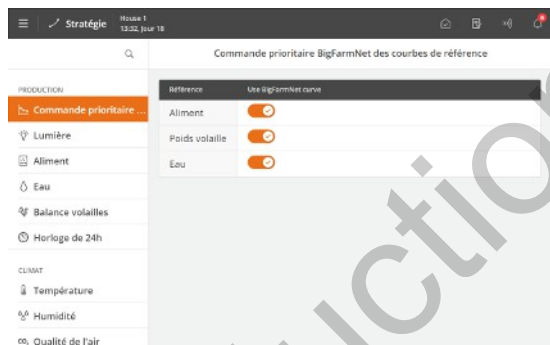 Stratégie
House 1
13:32, Jour 18
Commande prioritaire BigFarmNet des courbes de référence
PRODUCTION
Commande prioritaire ...
Lumière
Aliment
Eau
Balance volailles
Horloge de 24h
CLIMAT
Température
Humidité
CO₂ Qualité de l'air
Référence Use BigFarmNet curve
Aliment
Poids volaille
Eau
uctio